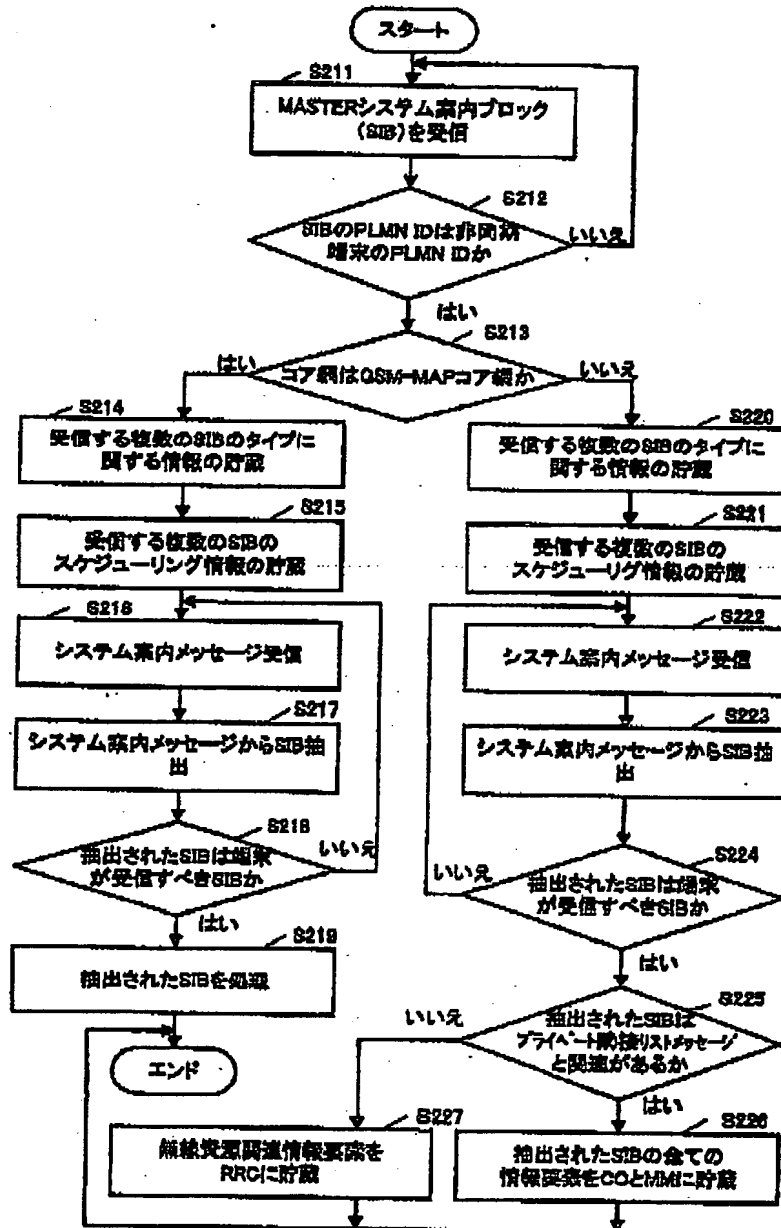 スタート
S211
MASTERシステム案内ブロック
(SIB)を受信
S212
SIBのPLMN IDは非同期
端末のPLMN IDか
いいえ
はい
S213
はい
コア網はGSM-MAPコア網か
いいえ
S214
受信する複数のSIBのタイプに
関する情報の貯蔵
S215
受信する複数のSIBの
スケジューリング情報の貯蔵
S216
システム案内メッセージ受信
S217
システム案内メッセージからSIB抽
出
S218
抽出されたSIBは端末
が受信すべきSIBか
いいえ
はい
S219
抽出されたSIBを処理
エンド
S220
受信する複数のSIBのタイプに
関する情報の貯蔵
S221
受信する複数のSIBの
スケジューリグ情報の貯蔵
S222
システム案内メッセージ受信
S223
システム案内メッセージからSIB抽
出
S224
いいえ
抽出されたSIBは端末
が受信すべきSIBか
はい
S225
いいえ
抽出されたSIBは
プライベート隣接リストメッセージ
と関連があるか
はい
S227
無線資源関連情報要素を
RRCに貯蔵
S226
抽出されたSIBの全ての
情報要素をCCとMMに貯蔵